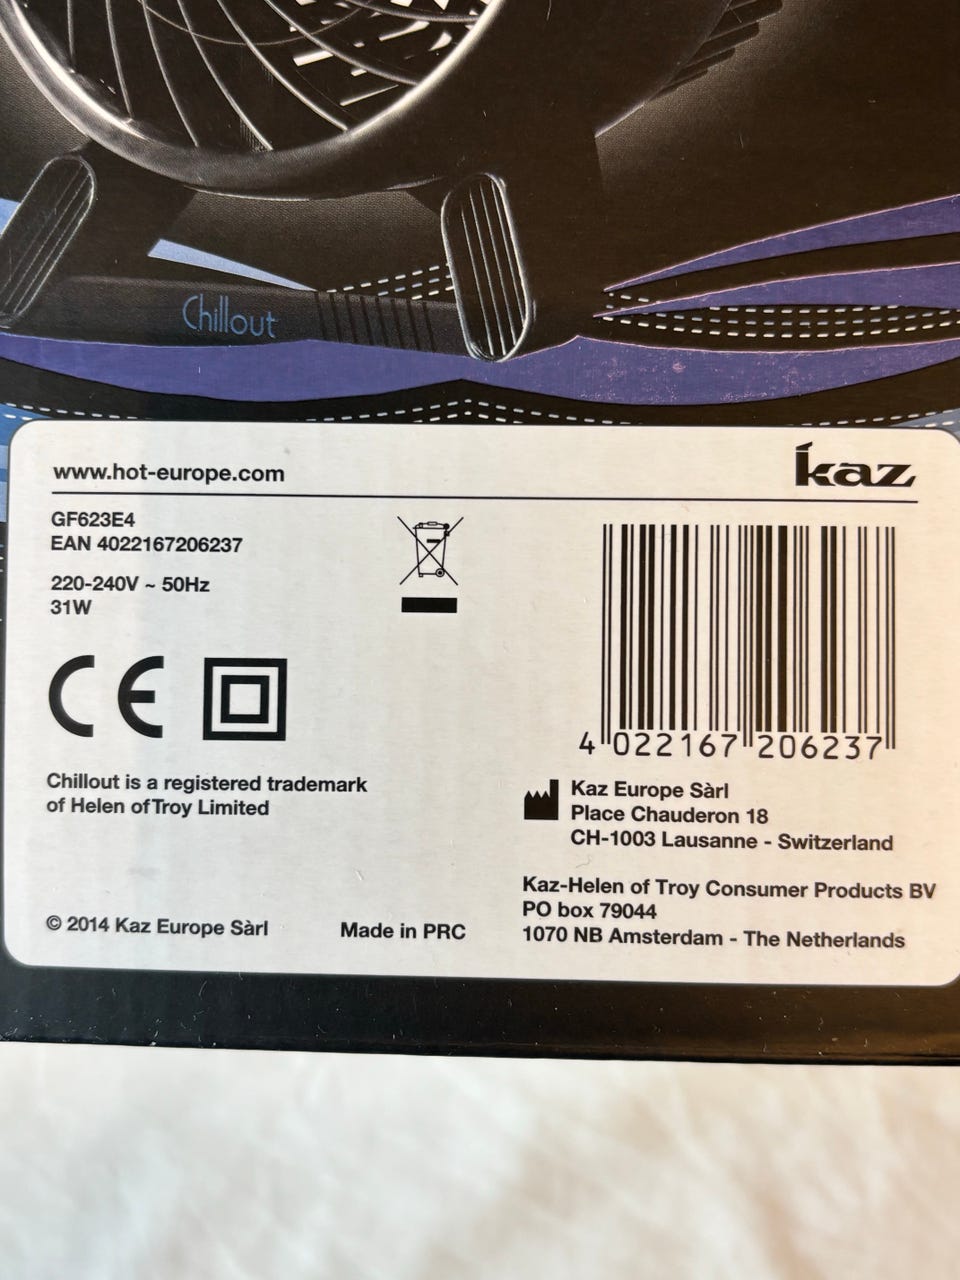 Chillout
www.hot-europe.com
kaz
GF623E4
EAN 4022167206237
220-240V ~ 50Hz
31W
CE
4 022167 206237
Chillout is a registered trademark
of Helen of Troy Limited
Kaz Europe Sàrl
Place Chauderon 18
CH-1003 Lausanne - Switzerland
Kaz-Helen of Troy Consumer Products BV
PO box 79044
1070 NB Amsterdam - The Netherlands
© 2014 Kaz Europe Sàrl
Made in PRC